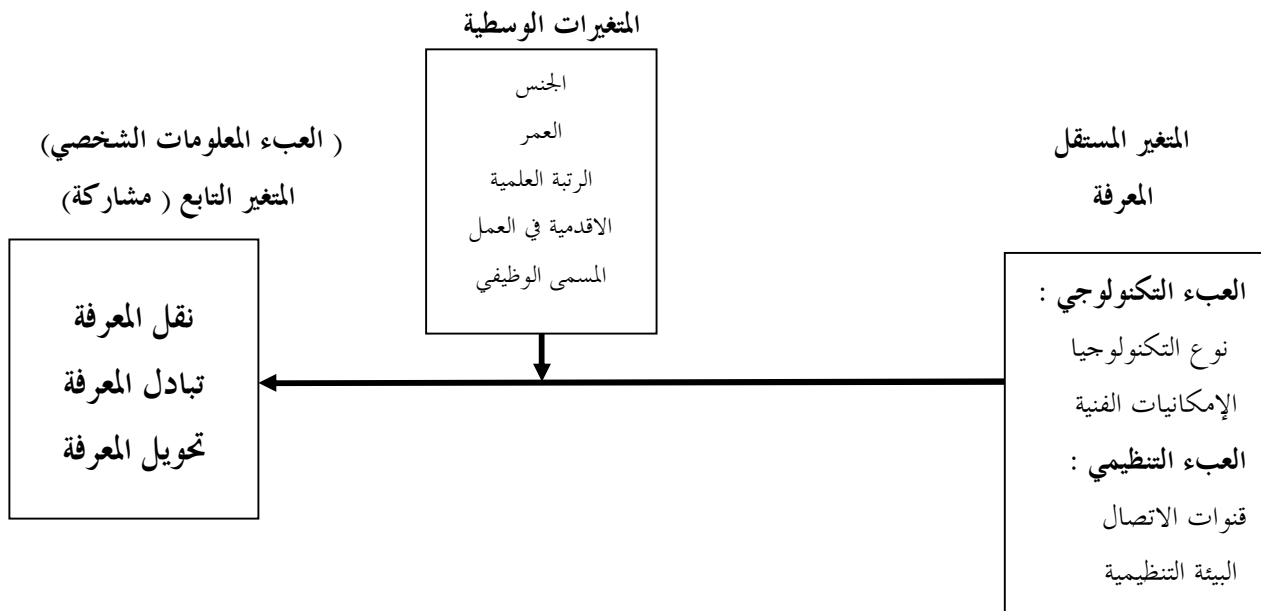 المتغيرات الوسطية
الجنس
العمر
الرتبة العلمية
الاقدمية في العمل
المسمى الوظيفي
المتغير المستقل
المعرفة
العبء التكنولوجي :
نوع التكنولوجيا
الإمكانيات الفنية
العبء التنظيمي :
قنوات الاتصال
البيئة التنظيمية
( العبء المعلومات الشخصي)
المتغير التابع ( مشاركة)
نقل المعرفة
تبادل المعرفة
تحويل المعرفة